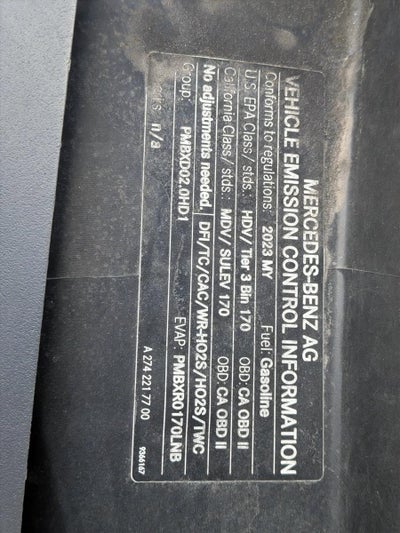 MERCEDES-BENZ AG
VEHICLE EMISSION CONTROL INFORMATION
Conforms to regulations: 2023 MY Fuel: Gasoline
U.S. EPA Class / stds.: HDV/ Tier 3 Bin 170 OBD: CA OBD II
California Class / stds.: MDV/ SULEV 170 OBD: CA OBD II
No adjustments needed. DFI/TC/CAC/WR-HO2S/HO2S/TWC
Group: PMBXD02.0HD1 EVAP: PMBXR0170LNB
n/a
A 274 221 77 00
9366167